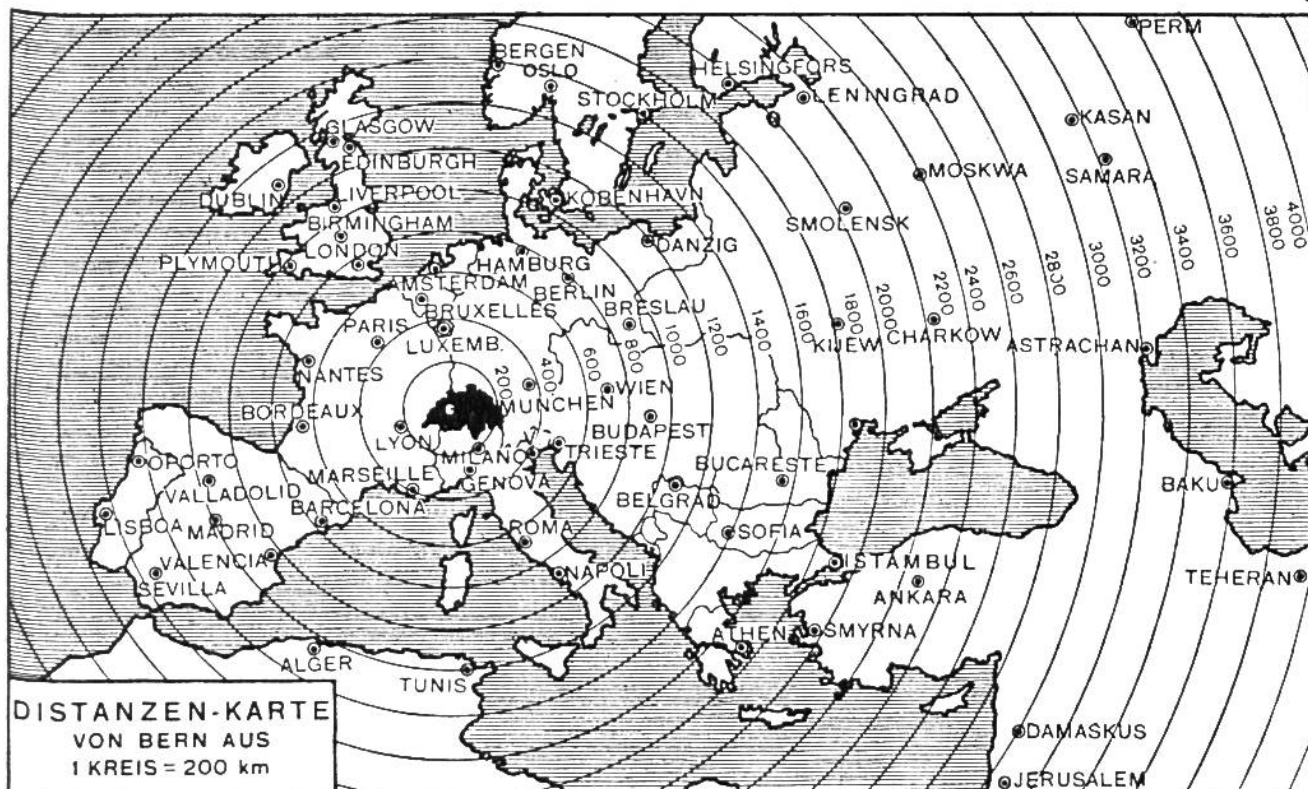 PERM
BERGEN
OSLO
HELSINGFORS
STOCKHOLM
LENINGRAD
KASAN
GLASGOW
EDINBURGH
MOSKWA
SAMARA
DUBLIN
LIVERPOOL
KOBENHAVN
BIRMINGHAM
SMOLENSK
LONDON
PLYMOUTH
DANZIG
HAMBURG
AMSTERDAM
BERLIN
BRUXELLES
BRESLAU
PARIS
LUXEMB.
KIJEW
CHARKOW
ASTRACHAN
200
400
600
800
1000
1200
1400
1600
1800
2000
2200
2400
2600
2800
3000
3200
3400
3600
3800
4000
NANTES
WIEN
MÜNCHEN
BORDEAUX
LYON
BUDAPEST
MILANO
TRIESTE
OPORTO
MARSEILLE
GENOVA
BUCARESTE
VALLADOLID
BELGRAD
BAKU
LISBOA
MADRID
BARCELONA
ROMA
SOFIA
VALENCIA
ISTAMBUL
SEVILLA
NAPOLI
ANKARA
TEHERAN
ATHEN
SMYRNA
ALGER
TUNIS
DAMASKUS
JERUSALEM
DISTANZEN-KARTE
VON BERN AUS
1 KREIS = 200 km